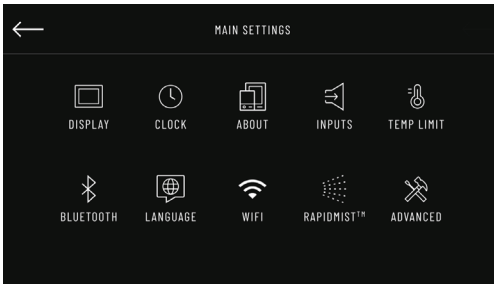 MAIN SETTINGS
DISPLAY CLOCK ABOUT INPUTS TEMP LIMIT
BLUETOOTH LANGUAGE WIFI RAPIDMIST™ ADVANCED